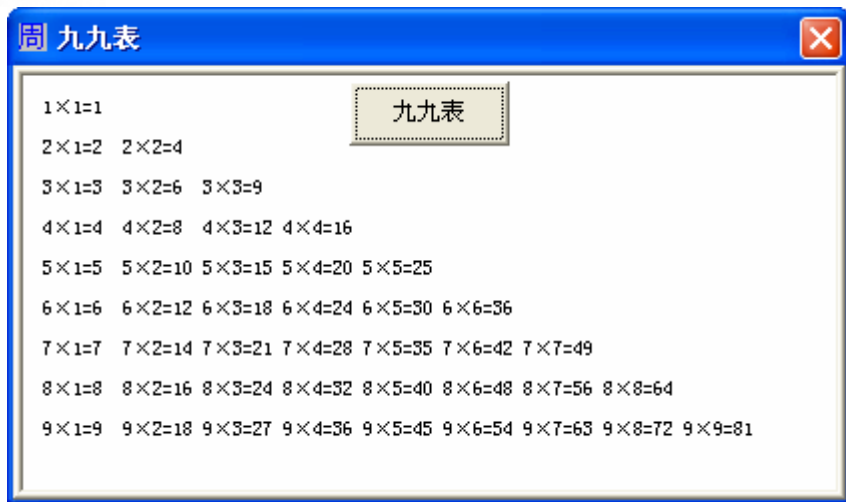 周 九九表
九九表
1×1=1
2×1=2 2×2=4
3×1=3 3×2=6 3×3=9
4×1=4 4×2=8 4×3=12 4×4=16
5×1=5 5×2=10 5×3=15 5×4=20 5×5=25
6×1=6 6×2=12 6×3=18 6×4=24 6×5=30 6×6=36
7×1=7 7×2=14 7×3=21 7×4=28 7×5=35 7×6=42 7×7=49
8×1=8 8×2=16 8×3=24 8×4=32 8×5=40 8×6=48 8×7=56 8×8=64
9×1=9 9×2=18 9×3=27 9×4=36 9×5=45 9×6=54 9×7=63 9×8=72 9×9=81